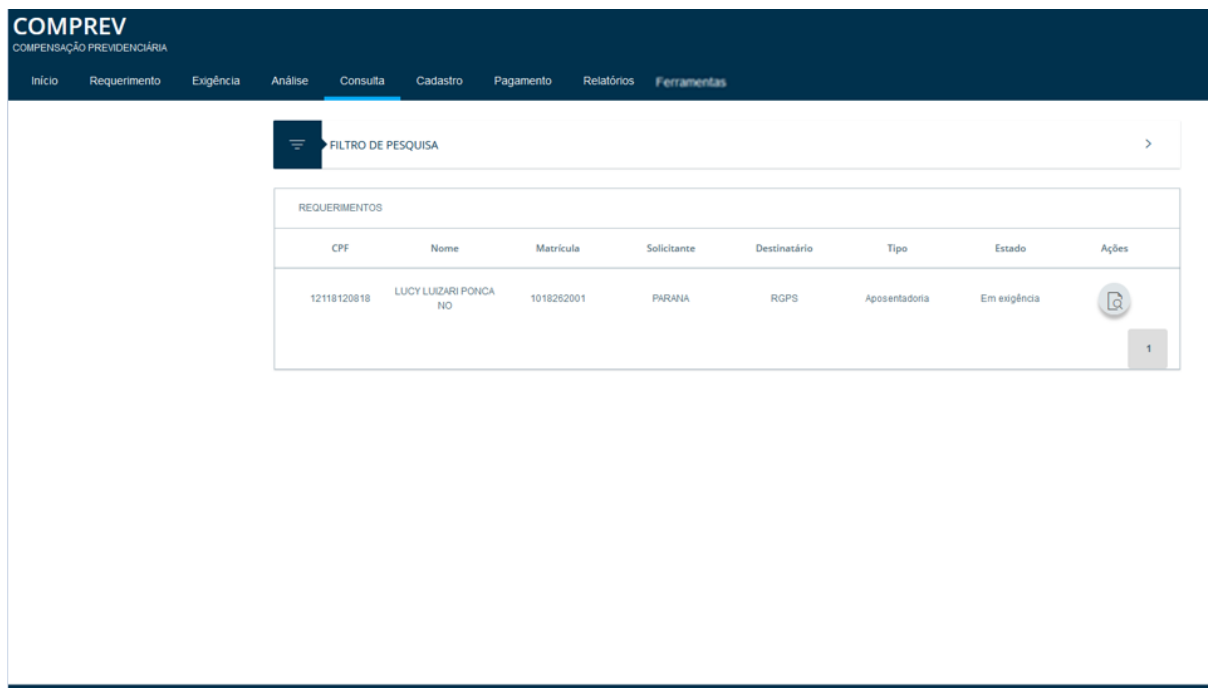 COMPREV
COMPENSAÇÃO PREVIDENCIÁRIA
Início Requerimento Exigência Análise Consulta Cadastro Pagamento Relatórios Ferramentas
FILTRO DE PESQUISA
REQUERIMENTOS
CPF Nome Matrícula Solicitante Destinatário Tipo Estado Ações
12118120818 LUCY LUIZARI PONCA 1018262001 PARANA RGPS Aposentadoria Em exigência
NO
1